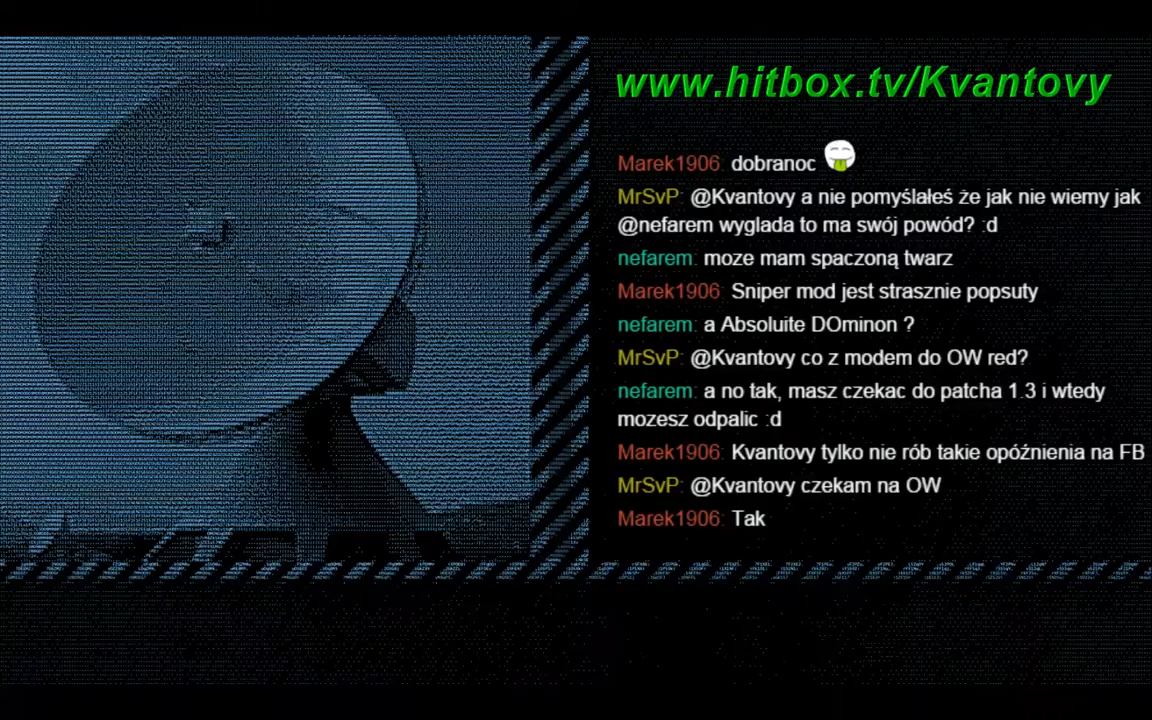 www.hitbox.tv/Kvantovy
Marek1906: dobranoc
MrSvP: @Kvantovy a nie pomyślałeś że jak nie wiemy jak
@nefarem wyglada to ma swój powód? :d
nefarem: moze mam spaczoną twarz
Marek1906: Sniper mod jest strasznie popsuty
nefarem: a Absoluite DOminon ?
MrSvP: @Kvantovy co z modem do OW red?
nefarem: a no tak, masz czekac do patcha 1.3 i wtedy
mozesz odpalic :d
Marek1906: Kvantovy tylko nie rób takie opóźnienia na FB
MrSvP: @Kvantovy czekam na OW
Marek1906: Tak